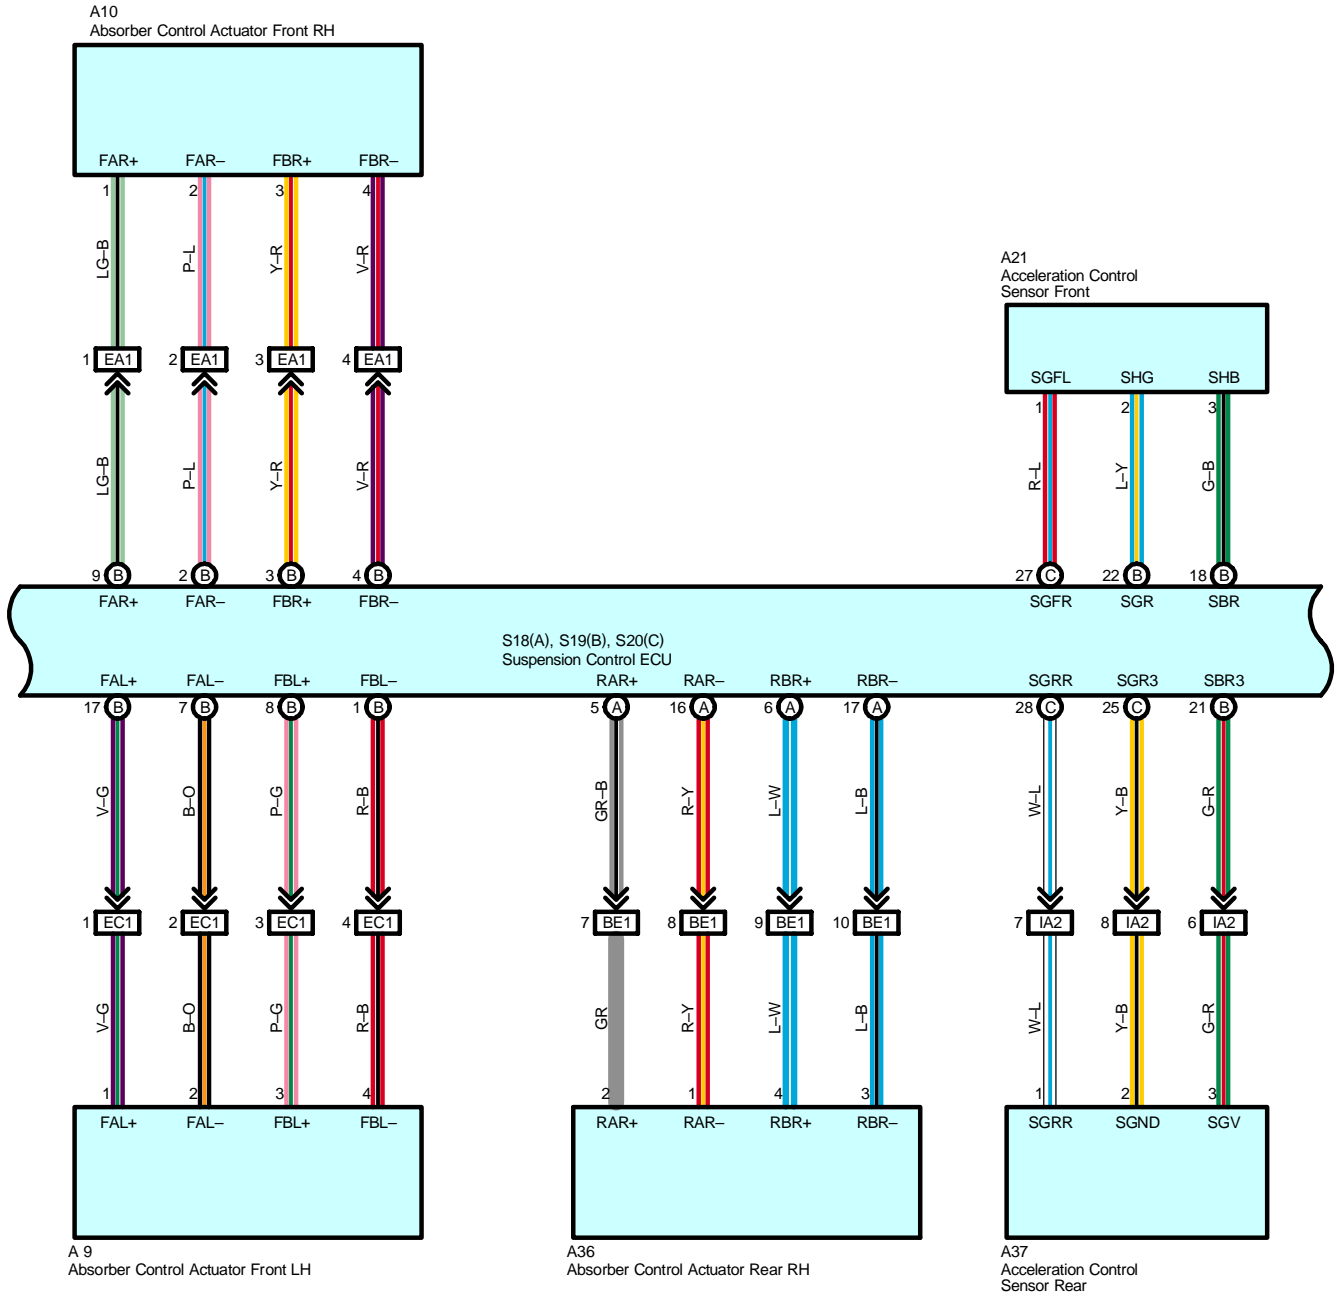 A10
Absorber Control Actuator Front RH
FAR+ FAR– FBR+ FBR–
1 2 3 4
LG–B P–L Y–R V–R
A21
Acceleration Control
Sensor Front
1 EA1 2 EA1 3 EA1 4 EA1
SGFL SHG SHB
1 2 3
LG–B P–L Y–R V–R
R–L L–Y G–B
9 B 2 B 3 B 4 B 27 C 22 B 18 B
FAR+ FAR– FBR+ FBR– SGFR SGR SBR
S18(A), S19(B), S20(C)
Suspension Control ECU
FAL+ FAL– FBL+ FBL– RAR+ RAR– RBR+ RBR– SGRR SGR3 SBR3
17 B 7 B 8 B 1 B 5 A 16 A 6 A 17 A 28 C 25 C 21 B
V–G B–O P–G R–B GR–B R–Y L–W L–B W–L Y–B G–R
1 EC1 2 EC1 3 EC1 4 EC1 7 BE1 8 BE1 9 BE1 10 BE1 7 IA2 8 IA2 6 IA2
V–G B–O P–G R–B GR R–Y L–W L–B W–L Y–B G–R
1 2 3 4 2 1 4 3 1 2 3
FAL+ FAL– FBL+ FBL– RAR+ RAR– RBR+ RBR– SGRR SGND SGV
A 9
Absorber Control Actuator Front LH
A36
Absorber Control Actuator Rear RH
A37
Acceleration Control
Sensor Rear